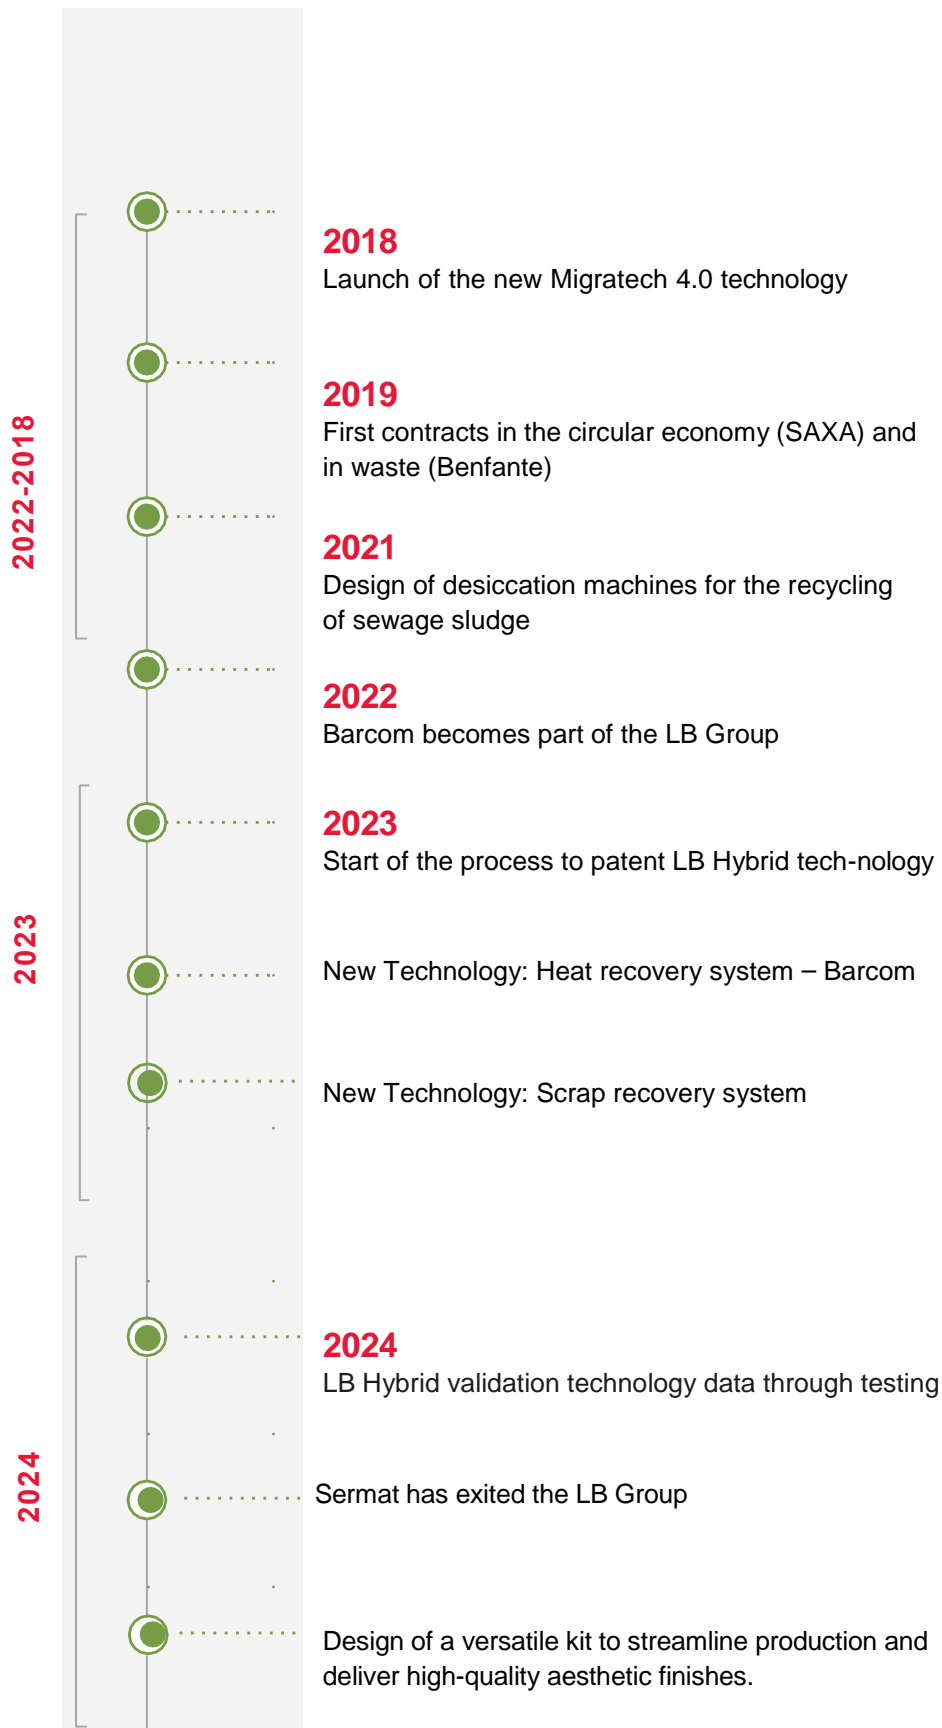 2022-2018
2018
Launch of the new Migratech 4.0 technology
2019
First contracts in the circular economy (SAXA) and
in waste (Benfante)
2021
Design of desiccation machines for the recycling
of sewage sludge
2022
Barcom becomes part of the LB Group
2023
2023
Start of the process to patent LB Hybrid tech-nology
New Technology: Heat recovery system – Barcom
New Technology: Scrap recovery system
2024
2024
LB Hybrid validation technology data through testing
Sermat has exited the LB Group
Design of a versatile kit to streamline production and
deliver high-quality aesthetic finishes.